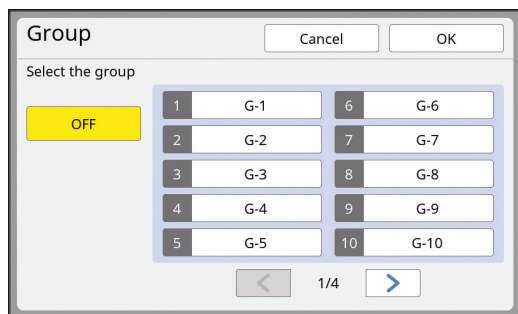 Group
Cancel
OK
Select the group
OFF
1 G-1
2 G-2
3 G-3
4 G-4
5 G-5
6 G-6
7 G-7
8 G-8
9 G-9
10 G-10
< 1/4 >